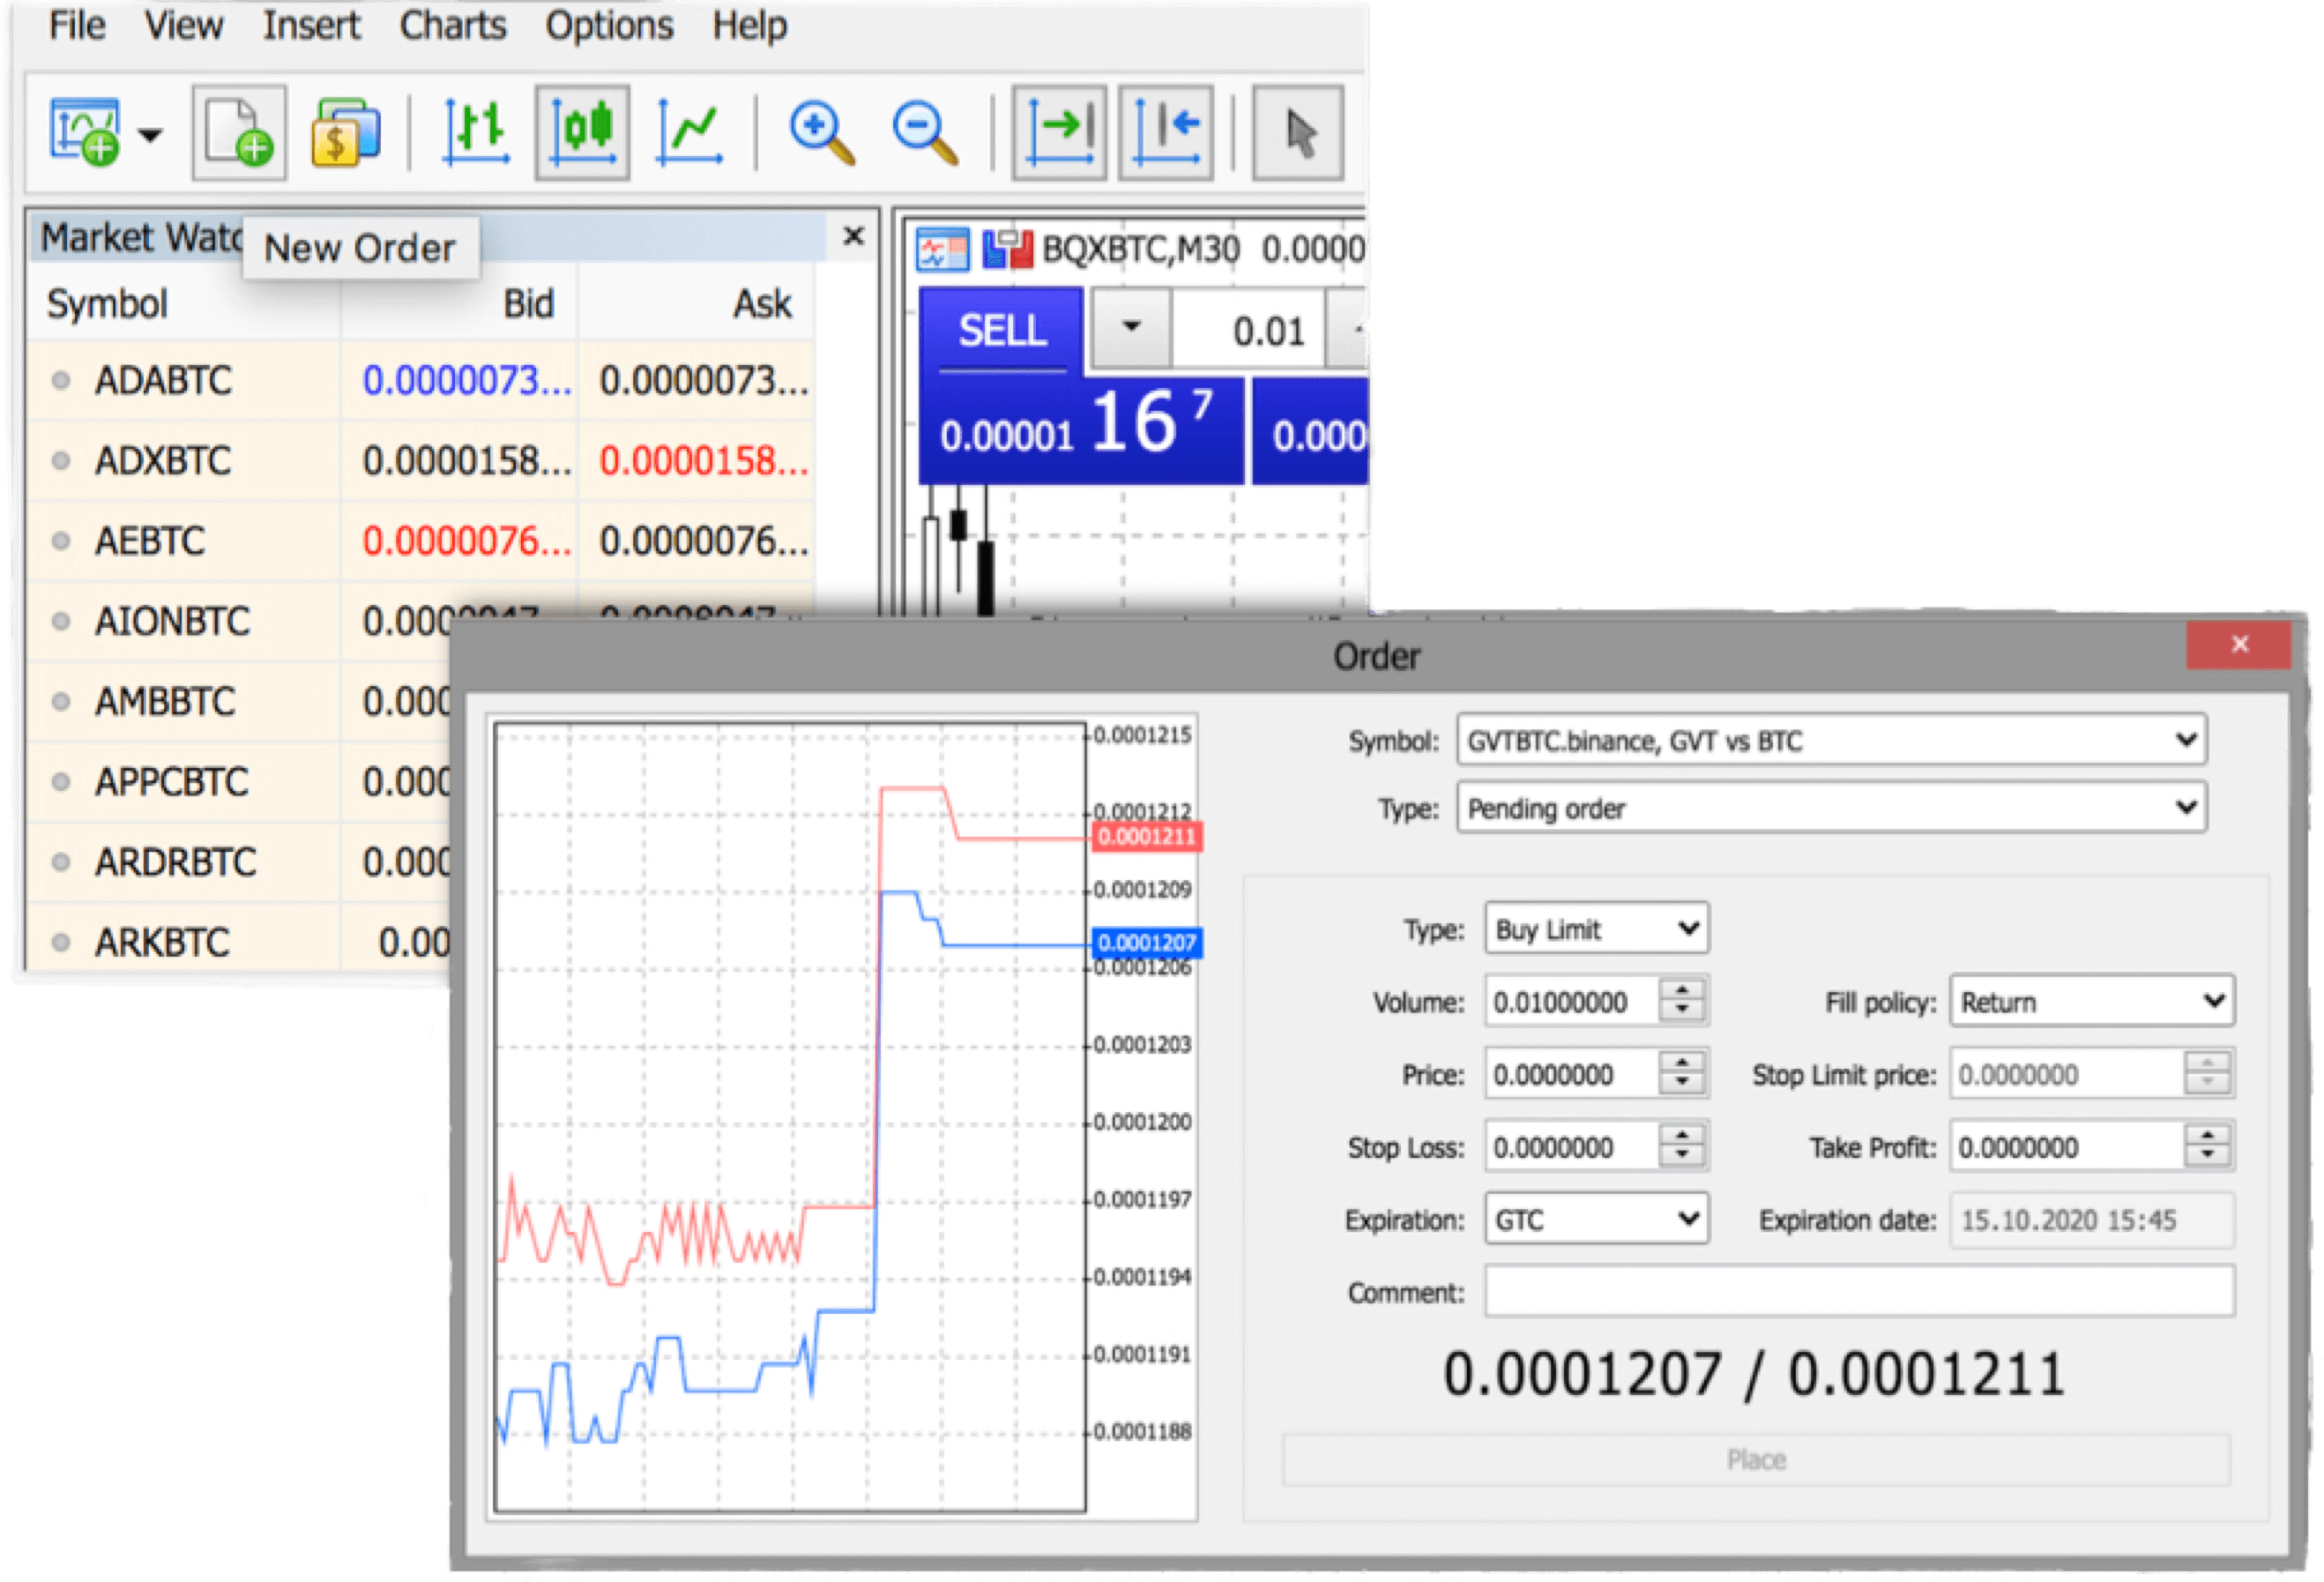 File View Insert Charts Options Help
New Order
Market Watc
Symbol Bid Ask
ADABTC 0.0000073... 0.0000073...
ADXBTC 0.0000158... 0.0000158...
AEBTC 0.0000076... 0.0000076...
AIONBTC
AMBBTC 0.000
APPCBTC 0.000
ARDRBTC 0.000
ARKBTC 0.00
BQXBTC,M30 0.0000
SELL 0.01
0.00001 16 7 0.000
Order
0.0001215
0.0001212
0.0001211
0.0001209
0.0001207
0.0001206
0.0001203
0.0001200
0.0001197
0.0001194
0.0001191
0.0001188
Symbol: GVTBTC.binance, GVT vs BTC
Type: Pending order
Type: Buy Limit
Volume: 0.01000000 Fill policy: Return
Price: 0.0000000 Stop Limit price: 0.0000000
Stop Loss: 0.0000000 Take Profit: 0.0000000
Expiration: GTC Expiration date: 15.10.2020 15:45
Comment:
0.0001207 / 0.0001211
Place